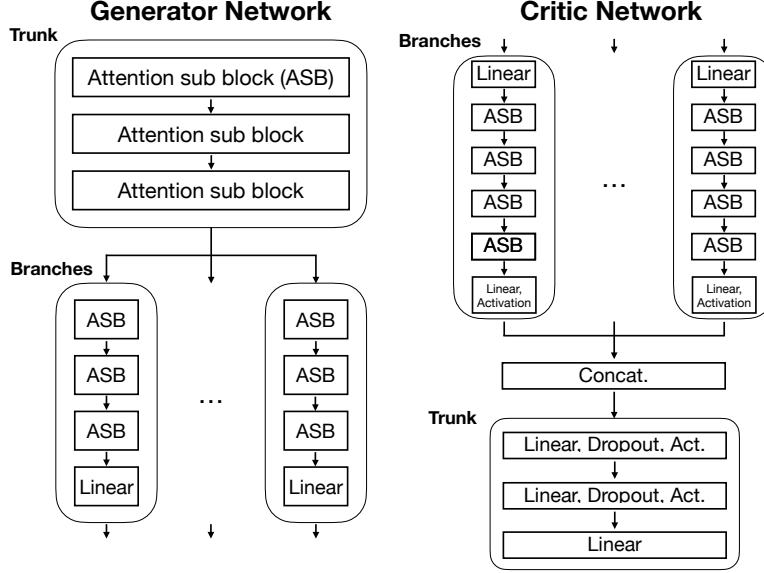 Generator Network
Trunk
Attention sub block (ASB)
Attention sub block
Attention sub block
Branches
ASB
ASB
ASB
Linear
...
ASB
ASB
ASB
Linear
Critic Network
Branches
Linear
ASB
ASB
ASB
ASB
Linear,
Activation
...
Linear
ASB
ASB
ASB
ASB
Linear,
Activation
Concat.
Trunk
Linear, Dropout, Act.
Linear, Dropout, Act.
Linear